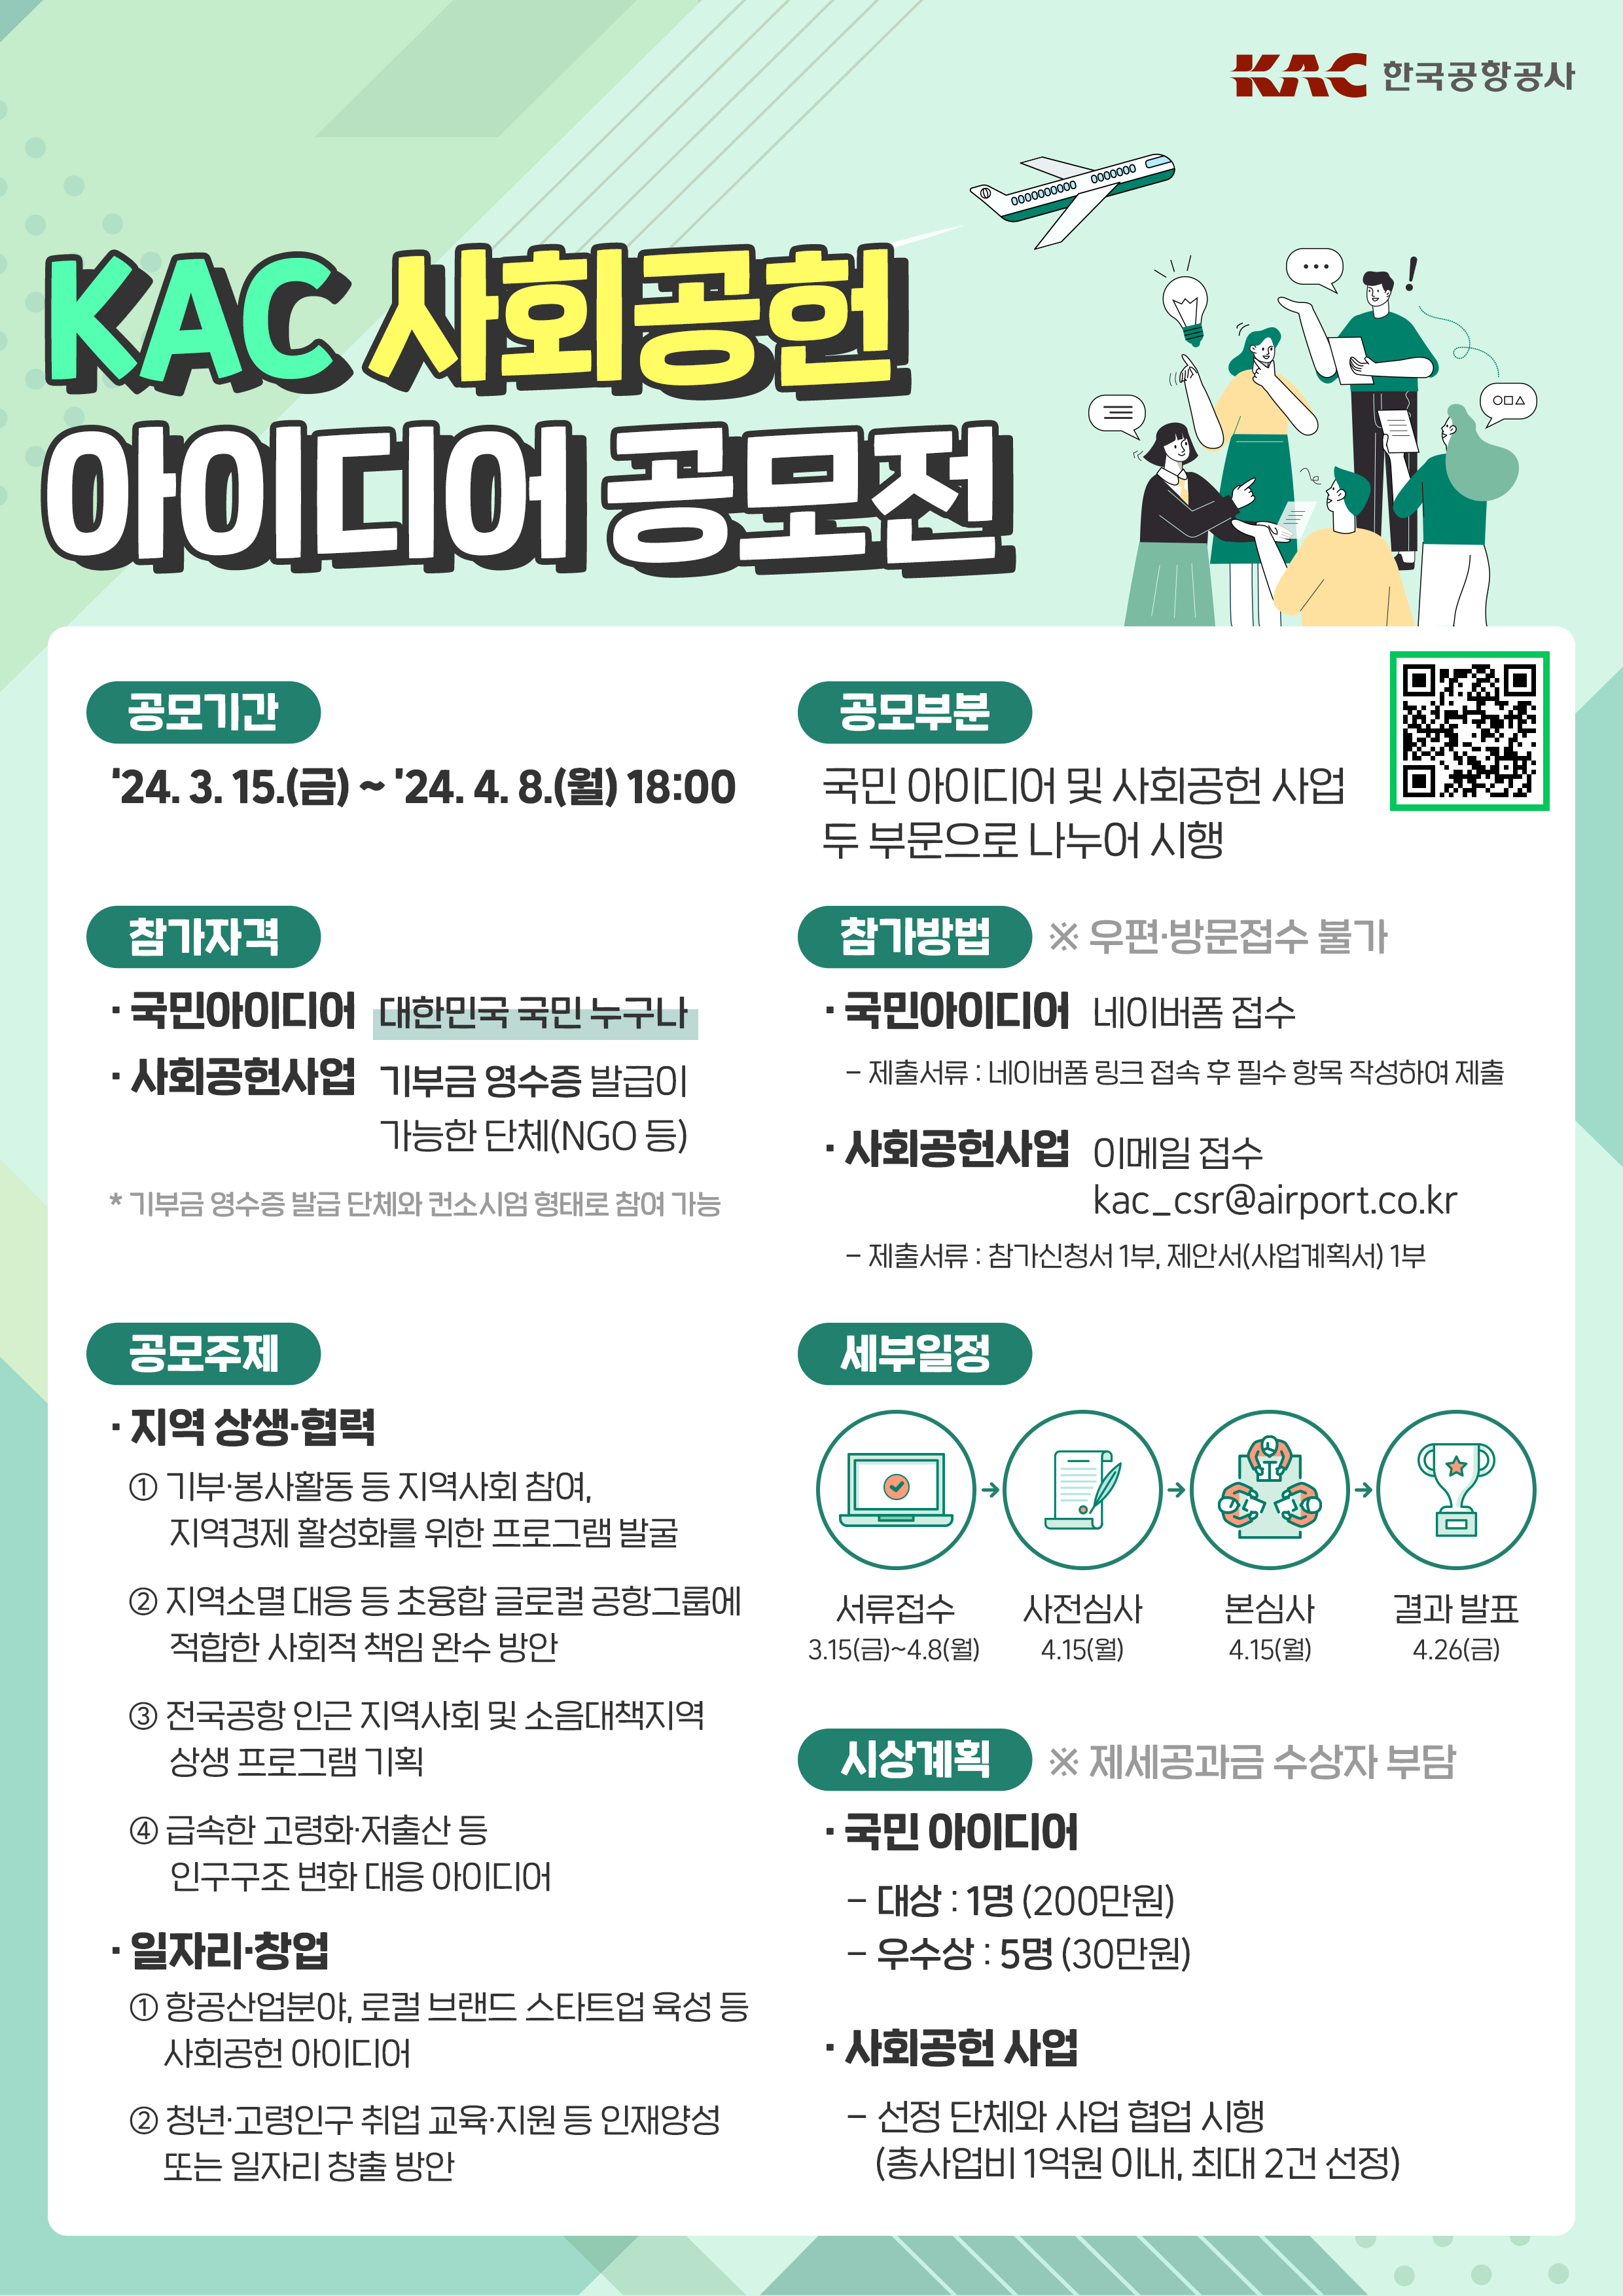 KAC 한국공항공사
KAC 사회공헌
아이디어 공모전
공모기간
'24. 3. 15.(금) ~ '24. 4. 8.(월) 18:00
공모부분
국민 아이디어 및 사회공헌 사업
두 부문으로 나누어 시행
참가자격
· 국민아이디어 대한민국 국민 누구나
· 사회공헌사업 기부금 영수증 발급이
가능한 단체(NGO 등)
* 기부금 영수증 발급 단체와 컨소시엄 형태로 참여 가능
참가방법 ※ 우편·방문접수 불가
· 국민아이디어 네이버폼 접수
– 제출서류 : 네이버폼 링크 접속 후 필수 항목 작성하여 제출
· 사회공헌사업 이메일 접수
kac_csr@airport.co.kr
– 제출서류 : 참가신청서 1부, 제안서(사업계획서) 1부
공모주제
· 지역 상생·협력
① 기부·봉사활동 등 지역사회 참여,
지역경제 활성화를 위한 프로그램 발굴
② 지역소멸 대응 등 초융합 글로컬 공항그룹에
적합한 사회적 책임 완수 방안
③ 전국공항 인근 지역사회 및 소음대책지역
상생 프로그램 기획
④ 급속한 고령화·저출산 등
인구구조 변화 대응 아이디어
· 일자리·창업
① 항공산업분야, 로컬 브랜드 스타트업 육성 등
사회공헌 아이디어
② 청년·고령인구 취업 교육·지원 등 인재양성
또는 일자리 창출 방안
세부일정
서류접수 사전심사 본심사 결과 발표
3.15(금)~4.8(월) 4.15(월) 4.15(월) 4.26(금)
시상계획 ※ 제세공과금 수상자 부담
· 국민 아이디어
– 대상 : 1명 (200만원)
– 우수상 : 5명 (30만원)
· 사회공헌 사업
– 선정 단체와 사업 협업 시행
(총사업비 1억원 이내, 최대 2건 선정)